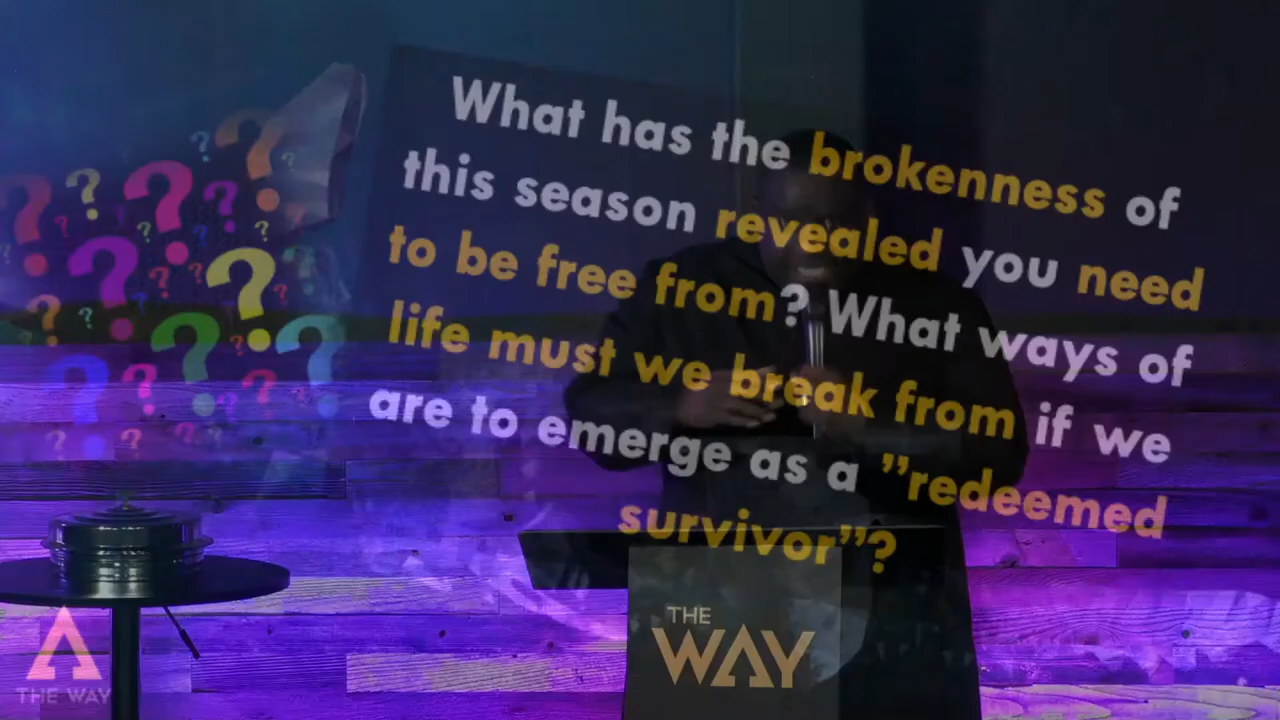 What has the brokenness of
this season revealed you need
to be free from? What ways of
life must we break from if we
are to emerge as a ”redeemed
survivor”?
THE
WAY
THE WAY